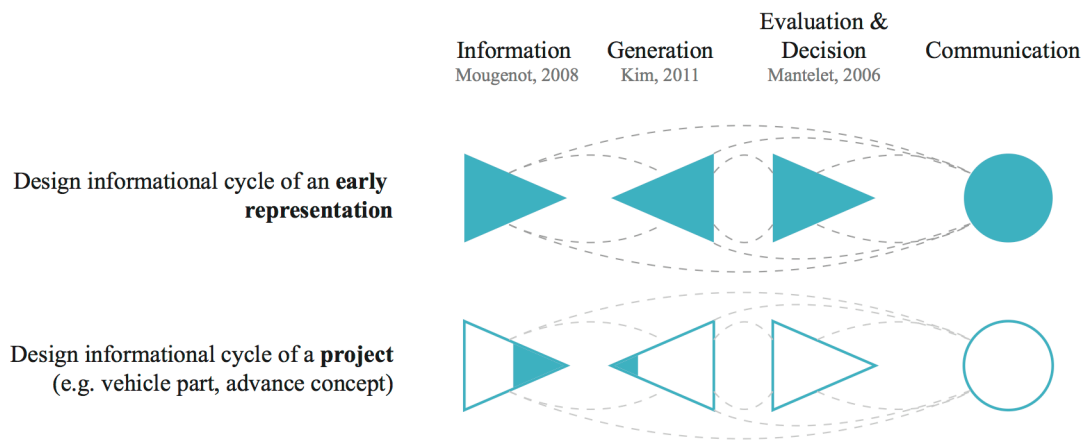 Information
Mougenot, 2008
Generation
Kim, 2011
Evaluation &
Decision
Mantelet, 2006
Communication
Design informational cycle of an early
representation
Design informational cycle of a project
(e.g. vehicle part, advance concept)